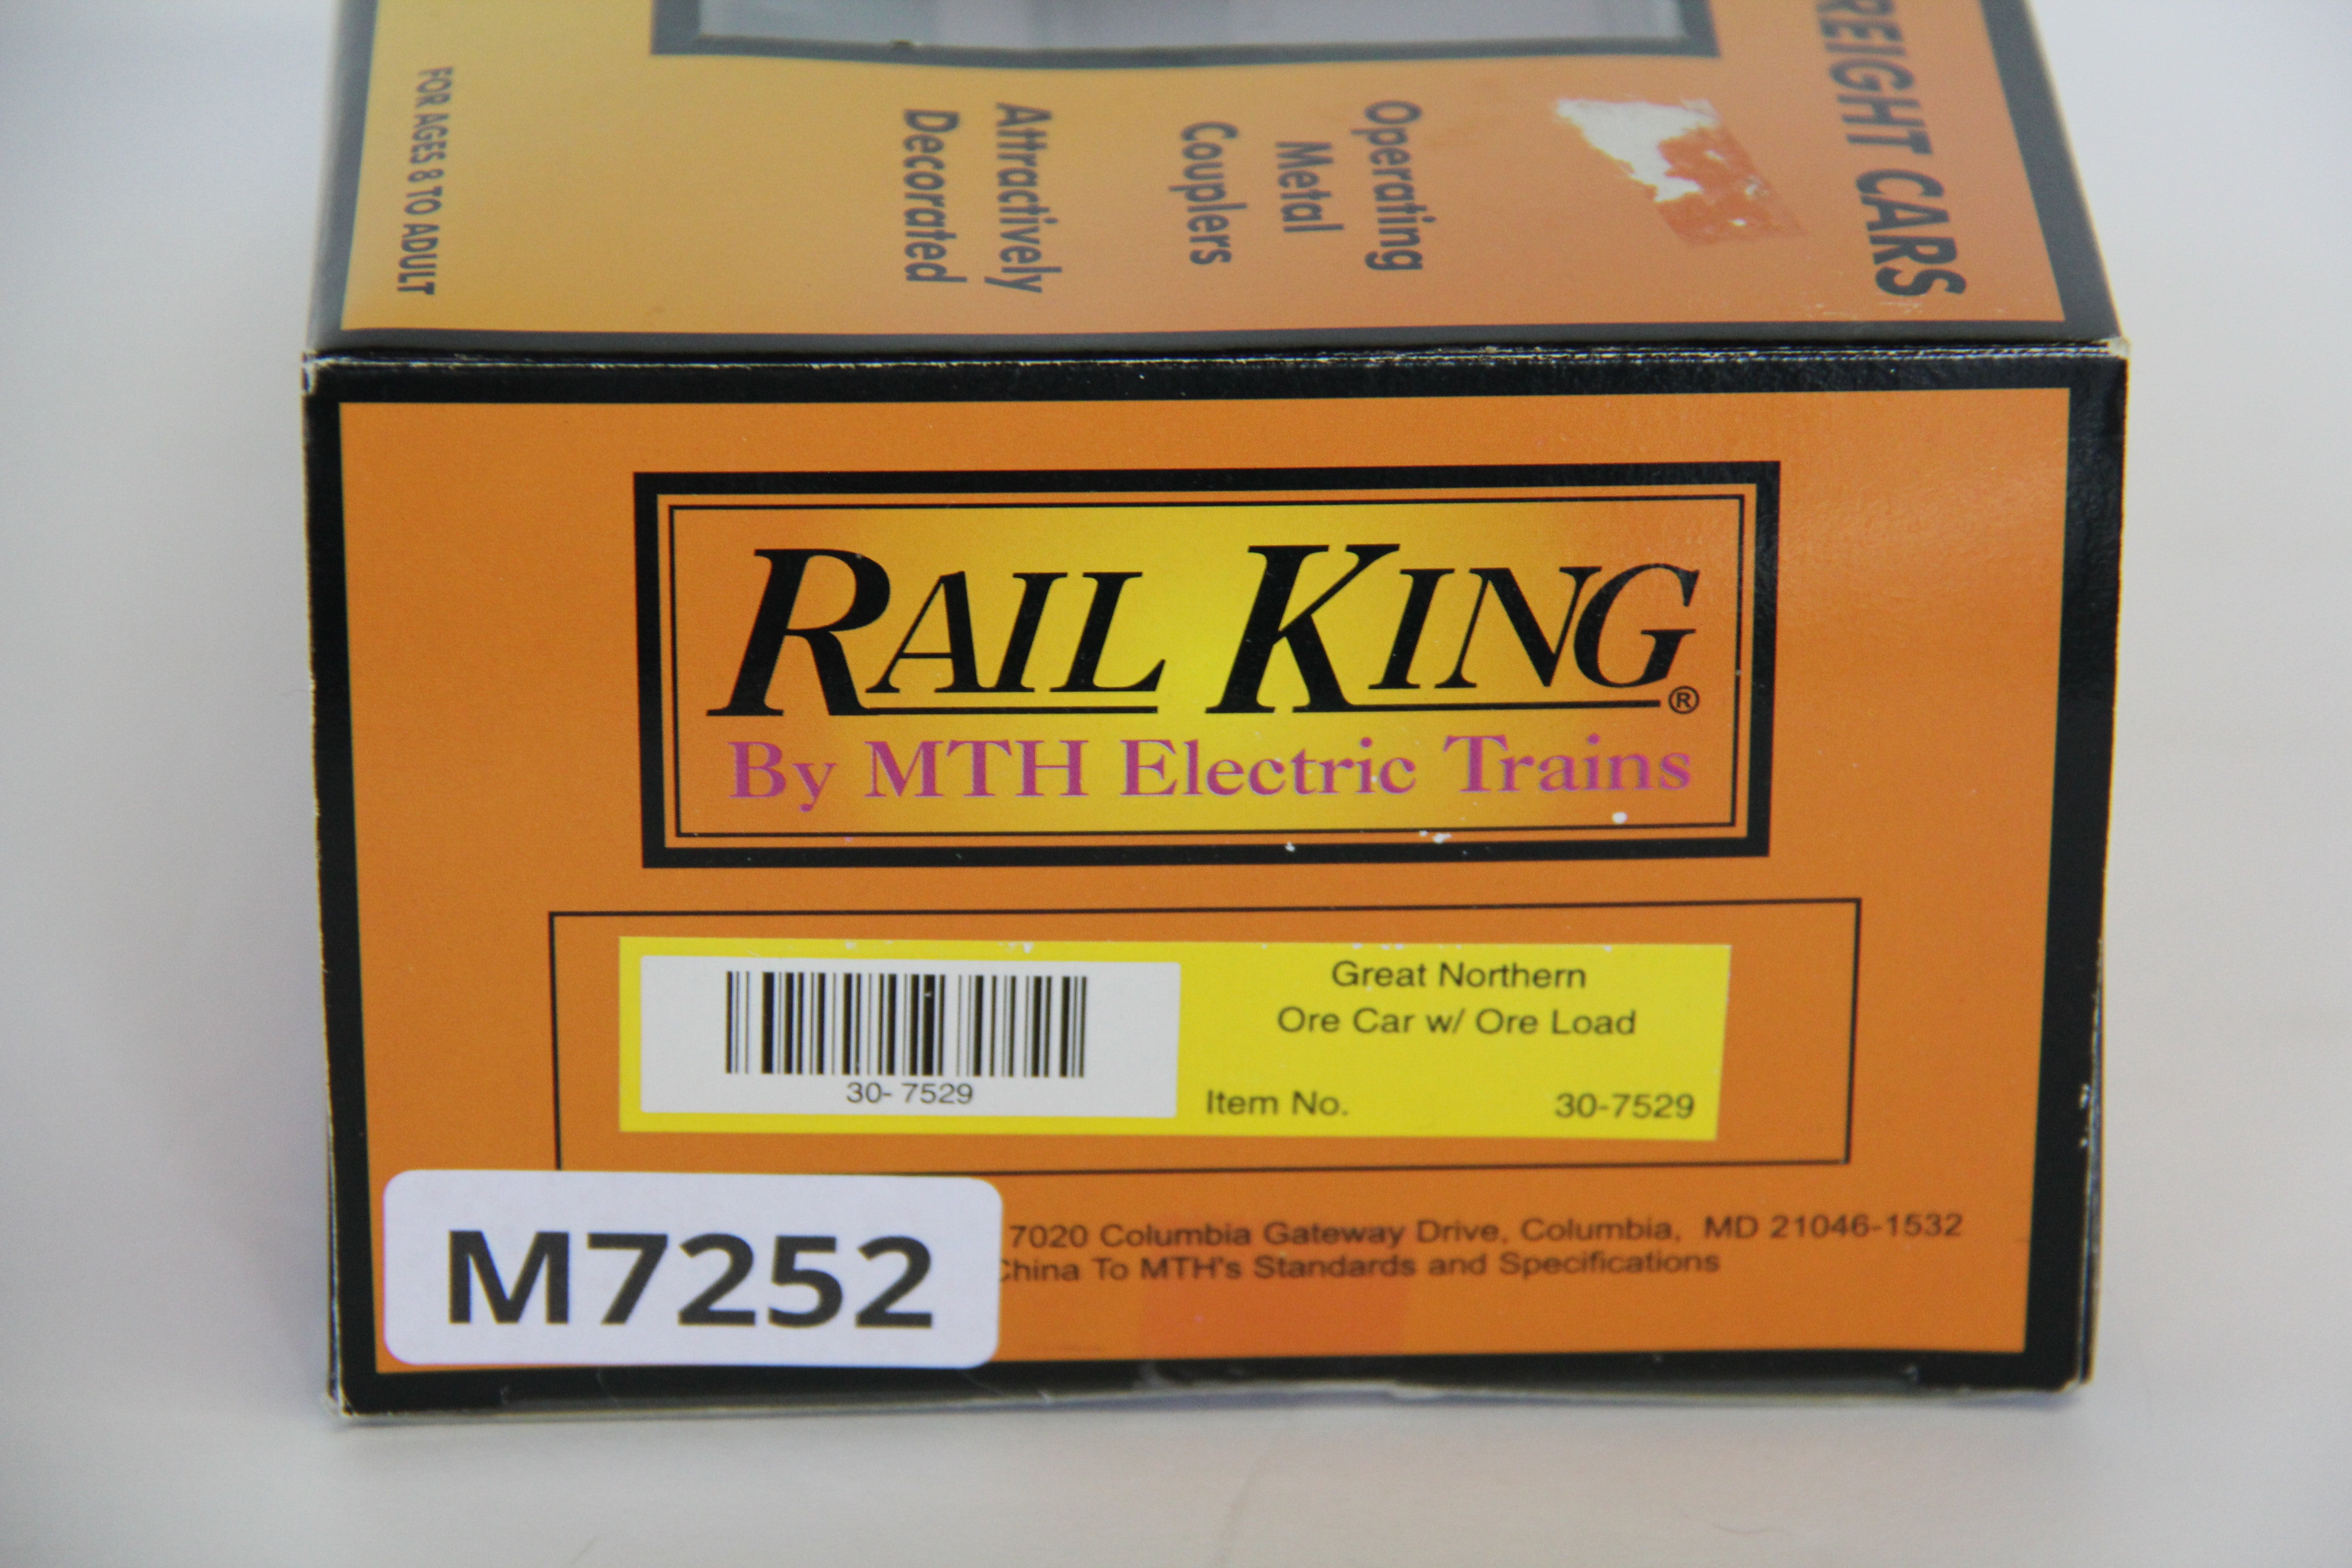 FREIGHT CARS
Operating
Metal
Couplers
Attractively
Decorated
FOR AGES 8 TO ADULT
RAIL KING®
By MTH Electric Trains
30- 7529
Great Northern
Ore Car w/ Ore Load
Item No. 30-7529
7020 Columbia Gateway Drive, Columbia, MD 21046-1532
China To MTH's Standards and Specifications
M7252